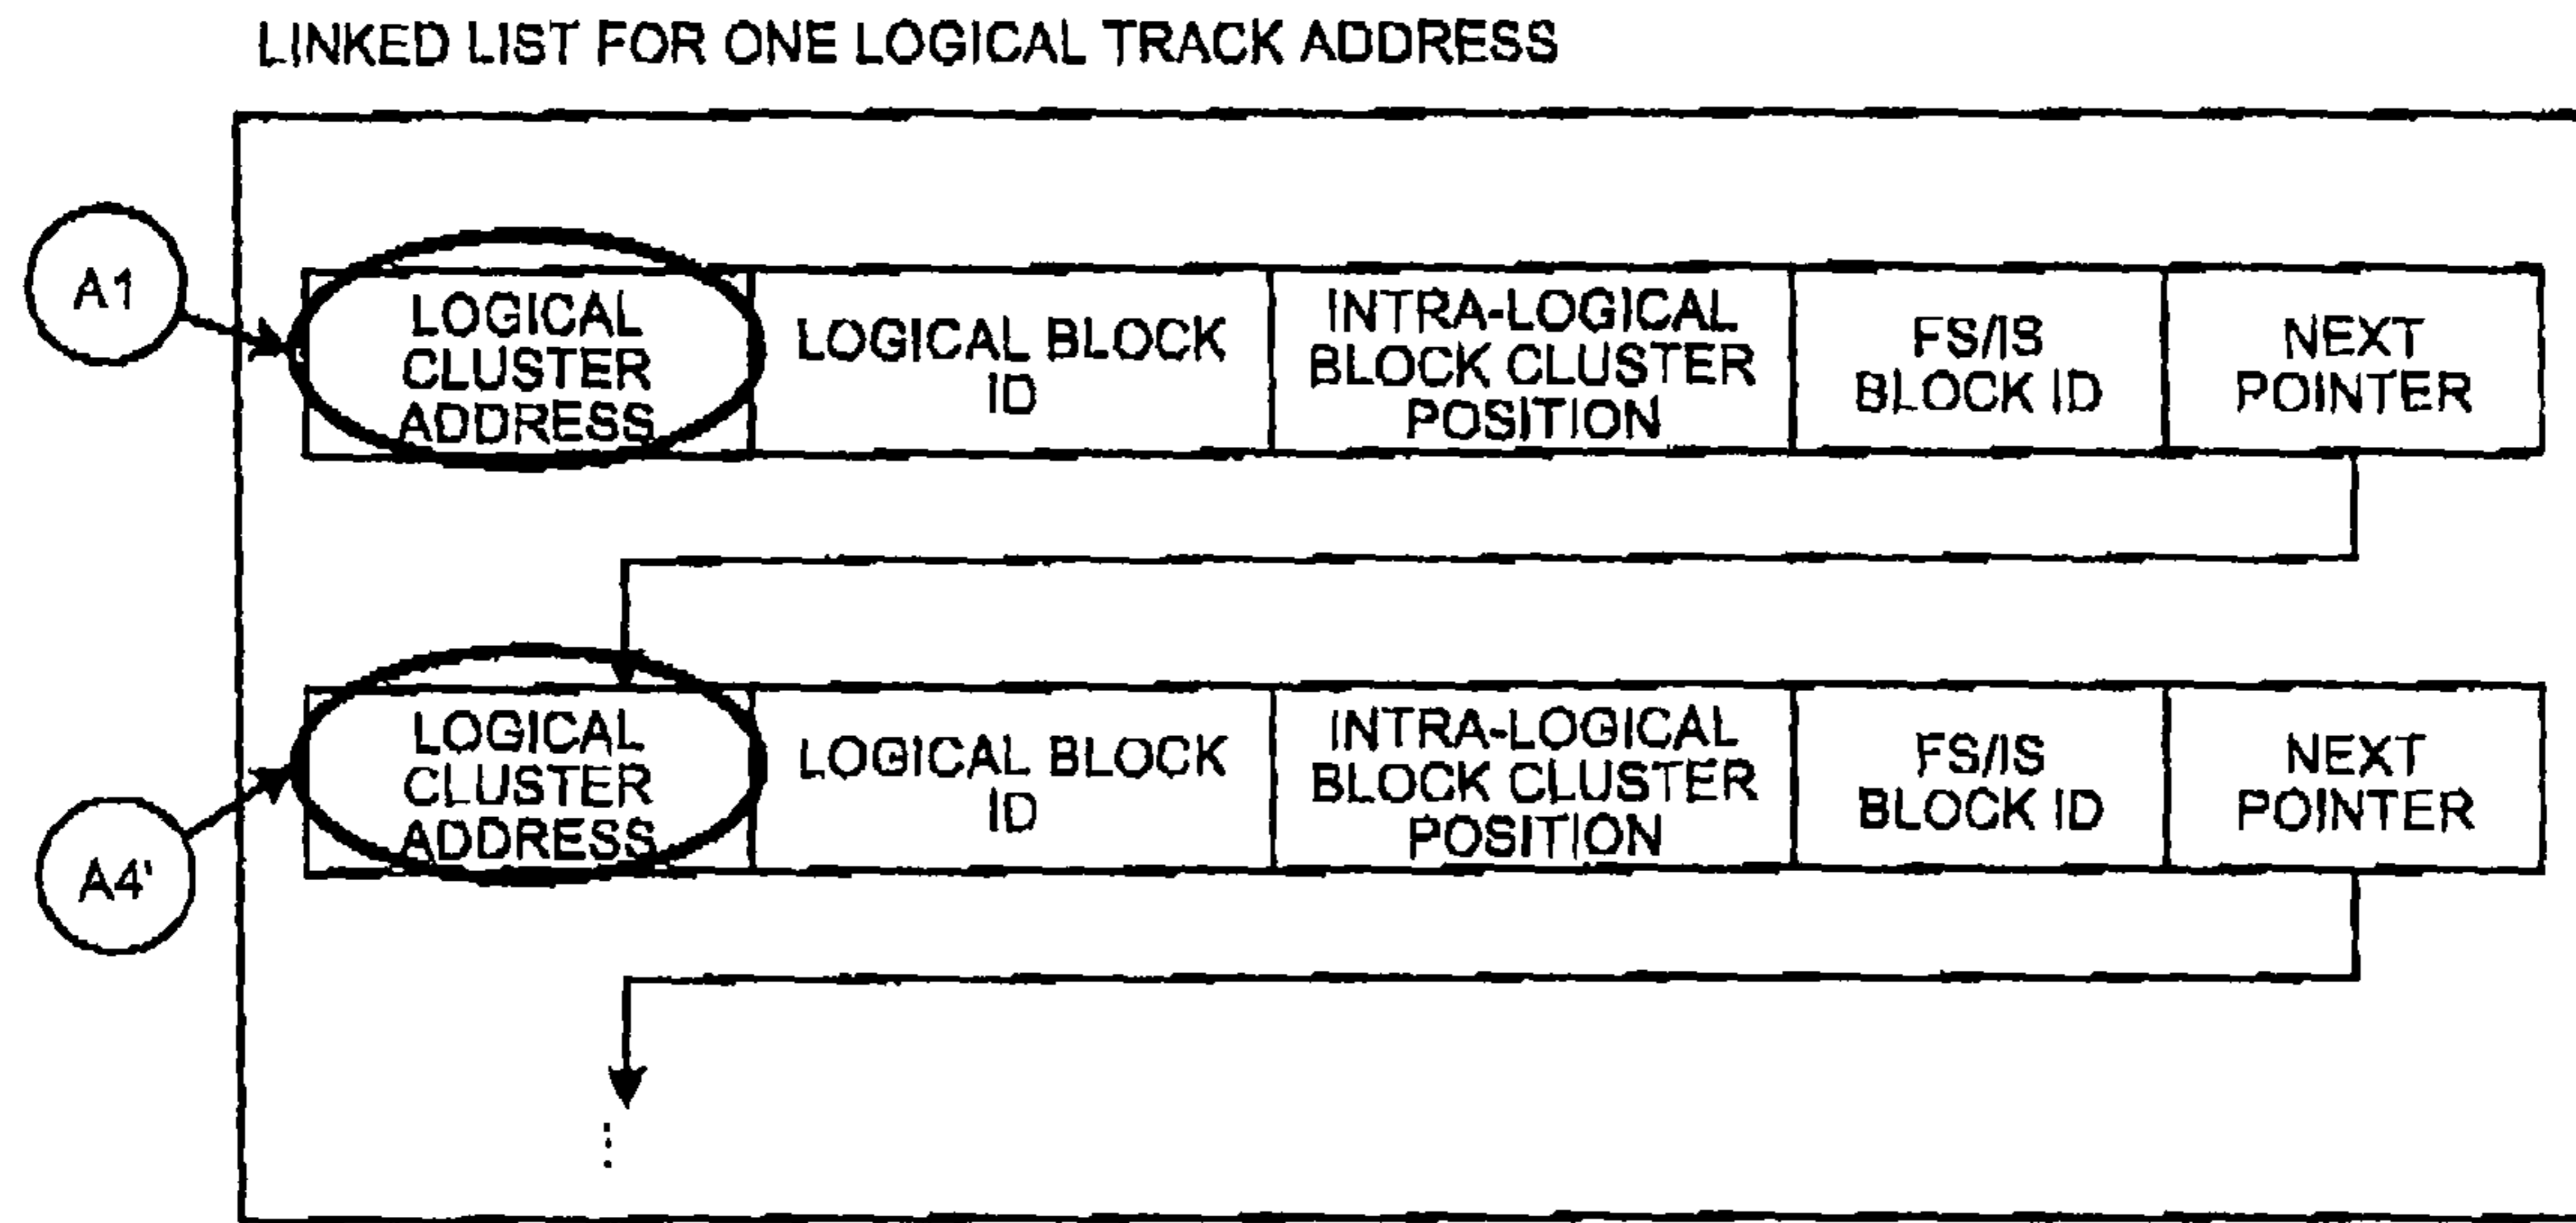 LINKED LIST FOR ONE LOGICAL TRACK ADDRESS
A1
LOGICAL
CLUSTER
ADDRESS
LOGICAL BLOCK
ID
INTRA-LOGICAL
BLOCK CLUSTER
POSITION
FS/IS
BLOCK ID
NEXT
POINTER
A4'
LOGICAL
CLUSTER
ADDRESS
LOGICAL BLOCK
ID
INTRA-LOGICAL
BLOCK CLUSTER
POSITION
FS/IS
BLOCK ID
NEXT
POINTER
⋮